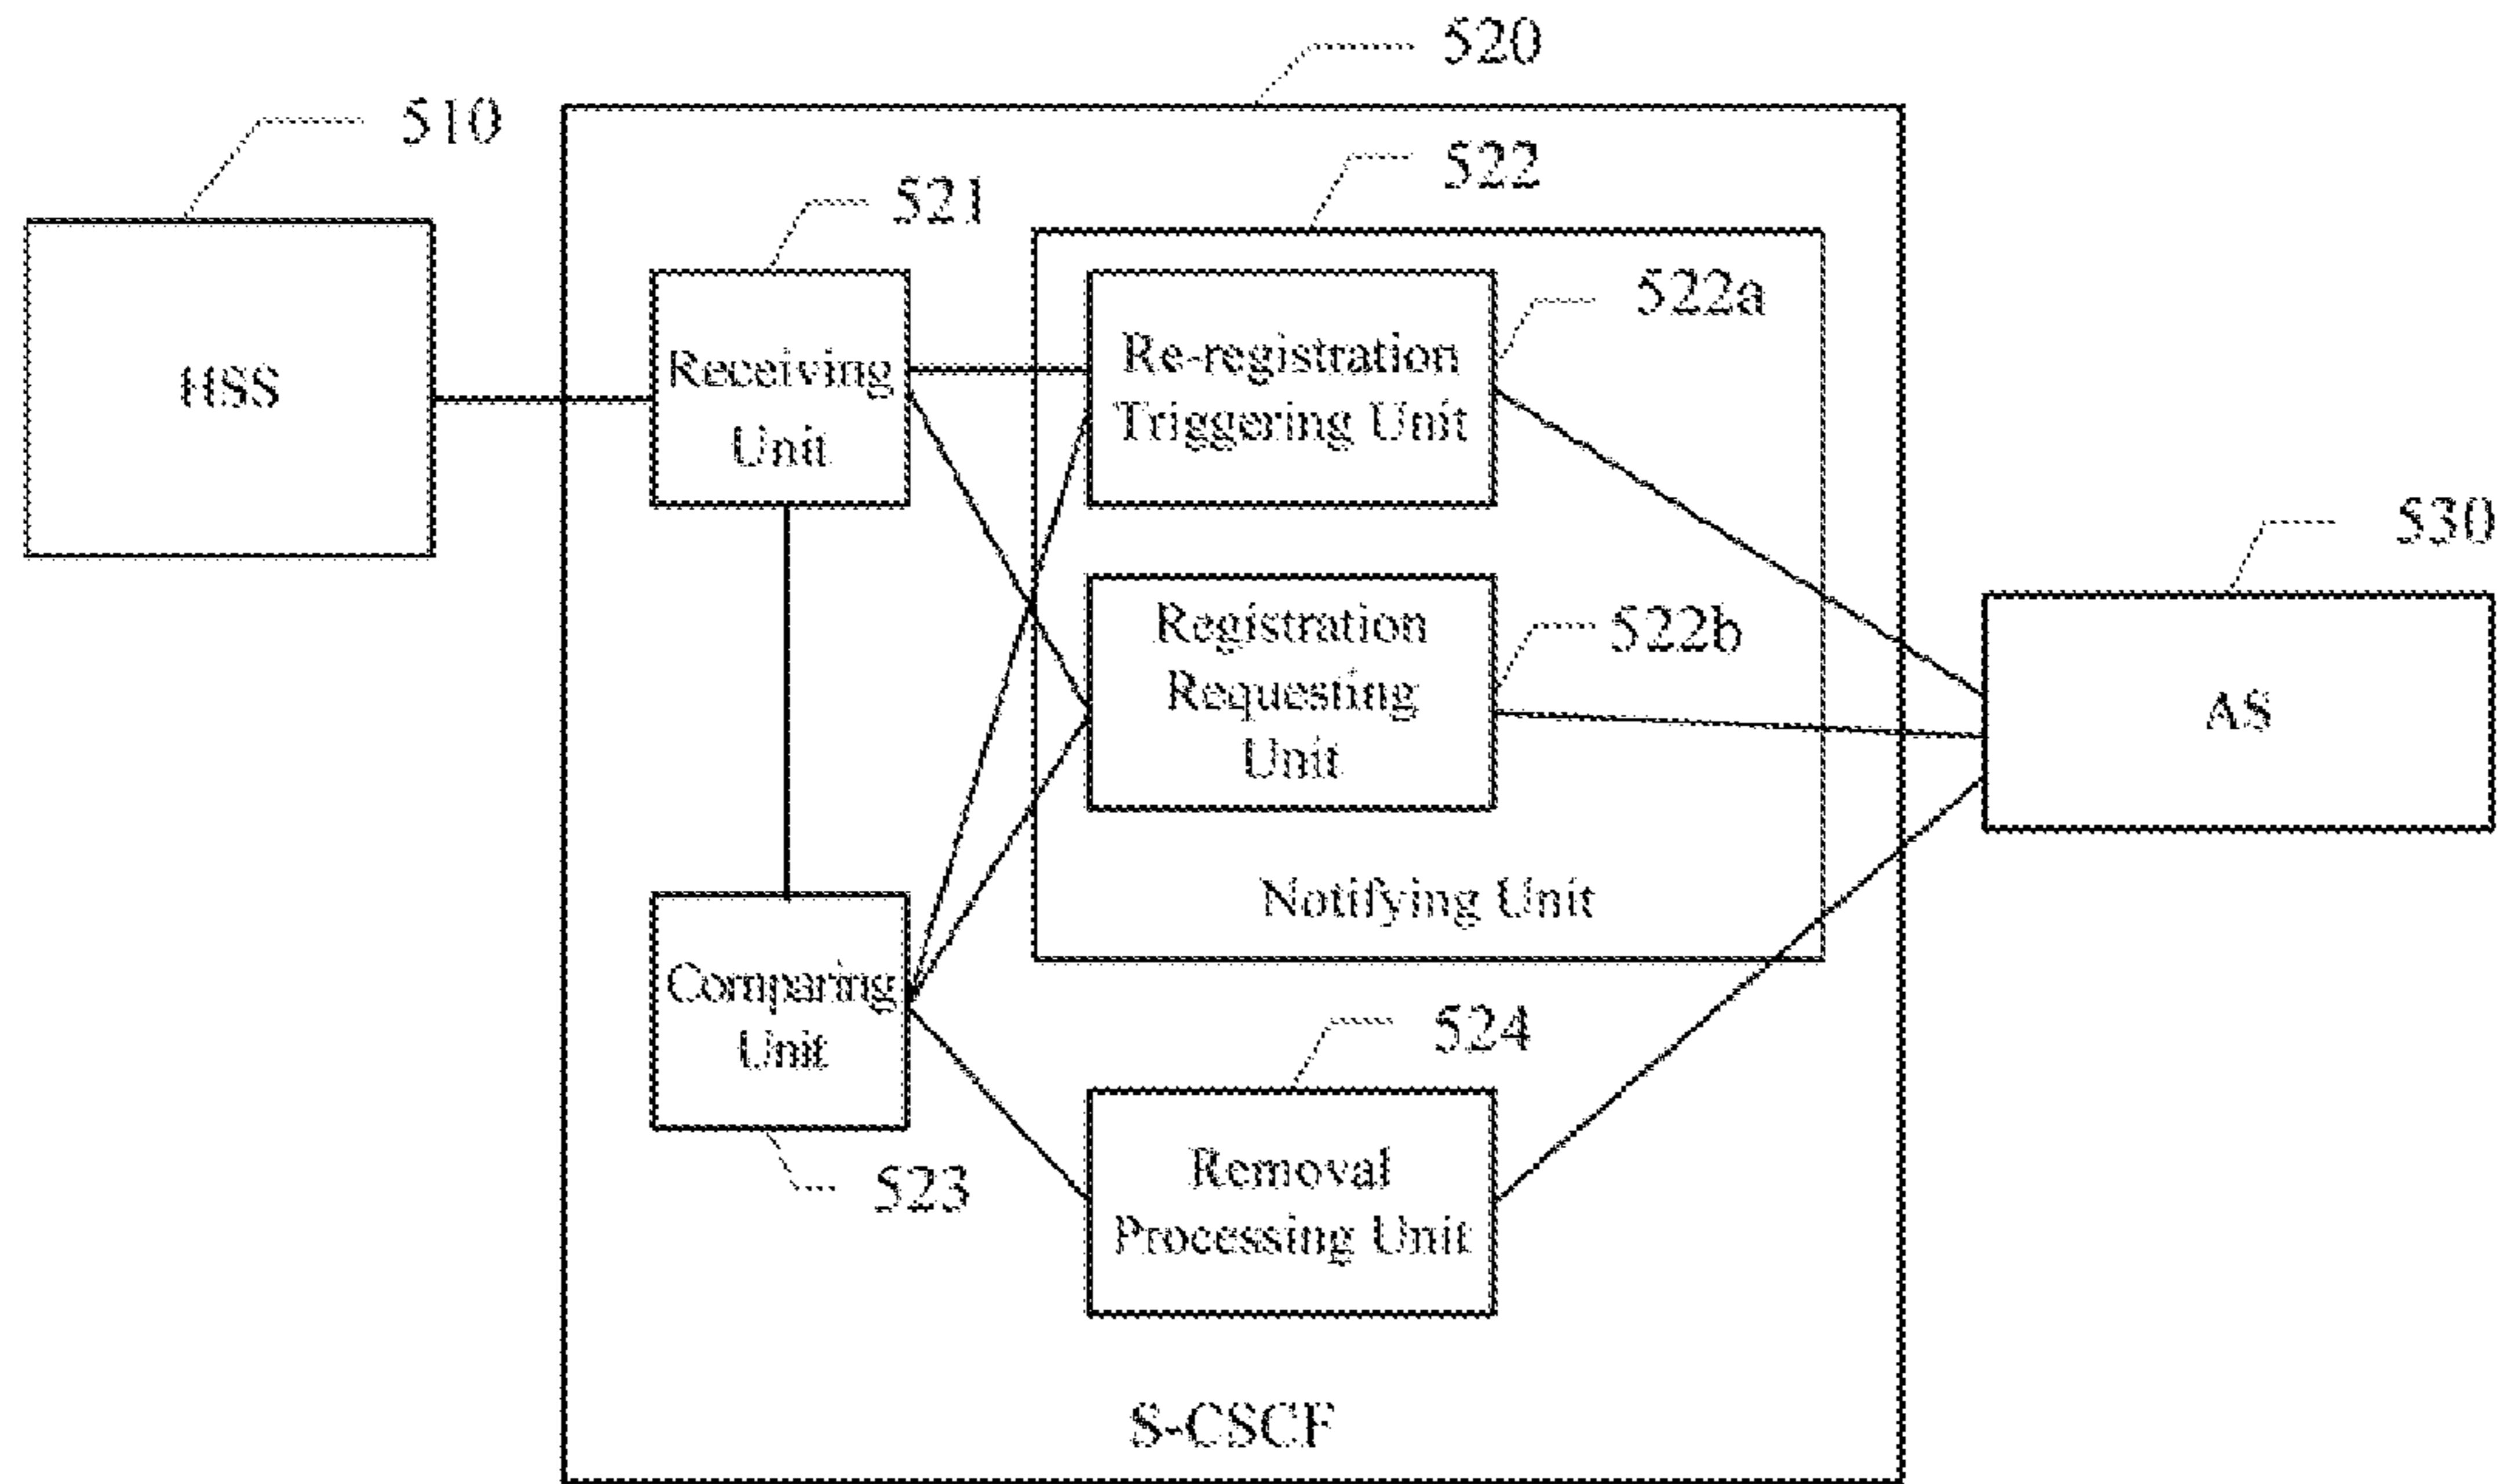 520
510
522
521
522a
HSS
Receiving
Unit
Re-registration
Triggering Unit
530
Registration
Requesting
Unit
522b
AS
Notifying Unit
Comparing
Unit
524
523
Removal
Processing Unit
S-CSCF